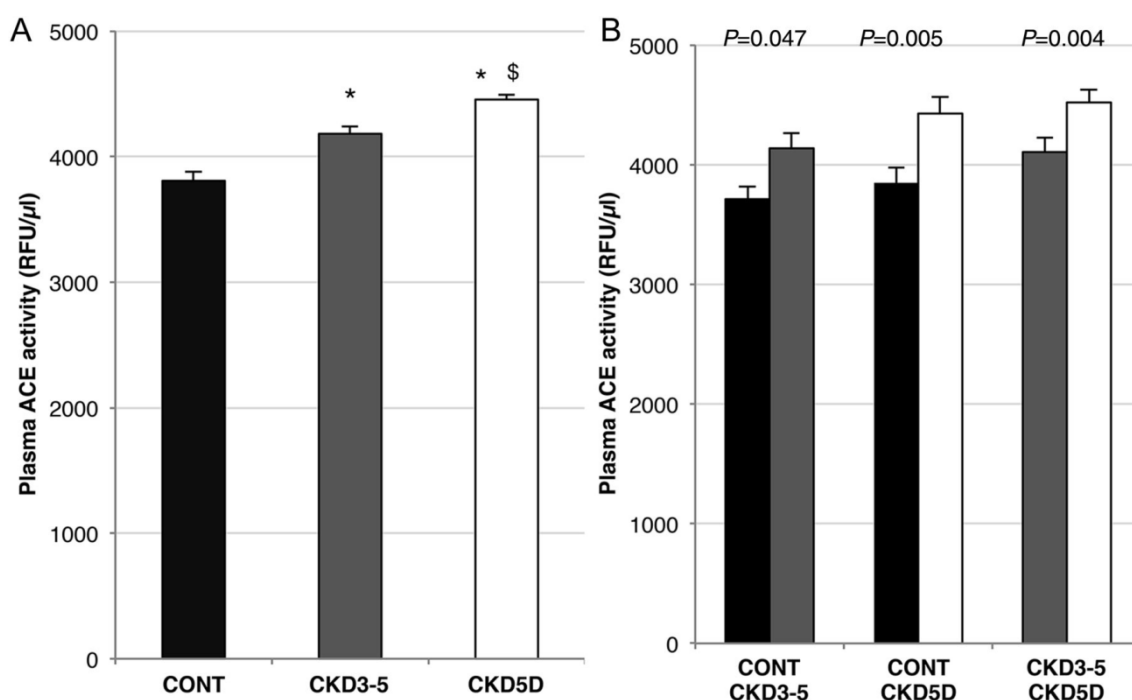 A
Plasma ACE activity (RFU/µl)
5000
4000
3000
2000
1000
0
*
* $
CONT CKD3-5 CKD5D
B
P=0.047 P=0.005 P=0.004
Plasma ACE activity (RFU/µl)
5000
4000
3000
2000
1000
0
CONT CONT CKD3-5
CKD3-5 CKD5D CKD5D